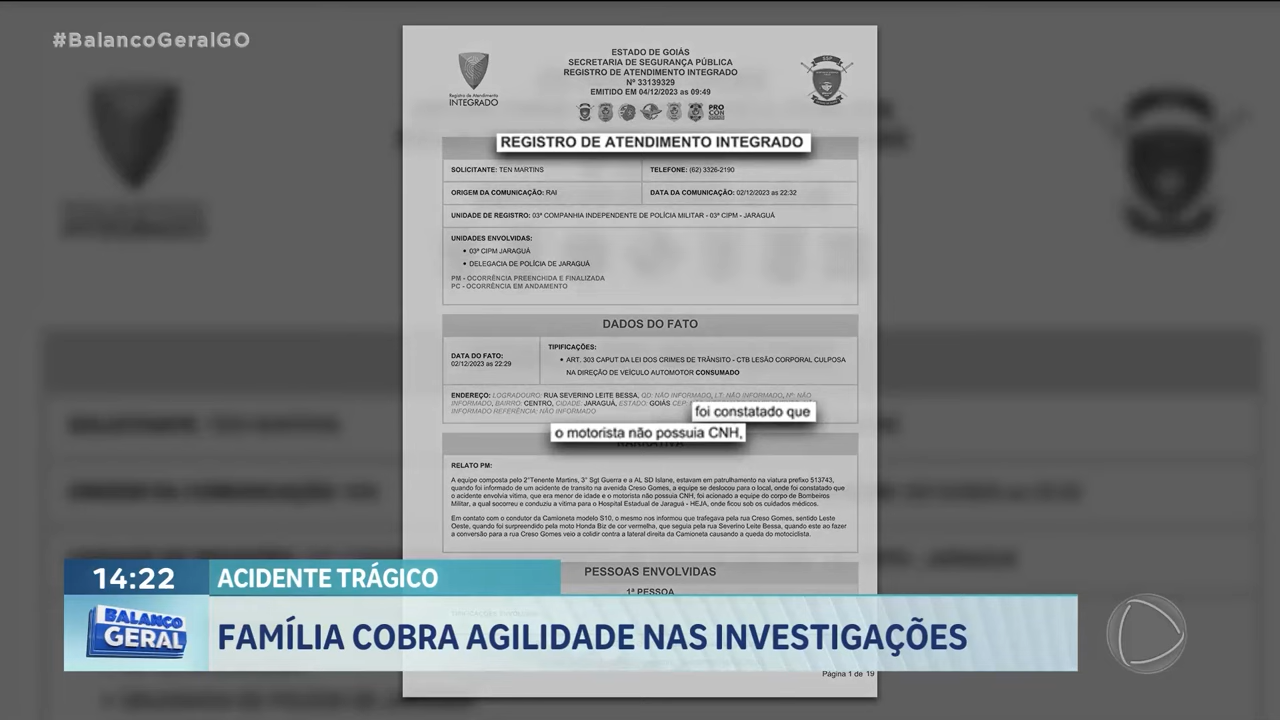 #BalancoGeralGO
Registro de Atendimento
INTEGRADO
ESTADO DE GOIÁS
SECRETARIA DE SEGURANÇA PÚBLICA
REGISTRO DE ATENDIMENTO INTEGRADO
Nº 33139329
EMITIDO EM 04/12/2023 as 09:49
SSP
PRO
CON
REGISTRO DE ATENDIMENTO INTEGRADO
SOLICITANTE: TEN MARTINS
TELEFONE: (62) 3326-2190
ORIGEM DA COMUNICAÇÃO: RAI
DATA DA COMUNICAÇÃO: 02/12/2023 as 22:32
UNIDADE DE REGISTRO: 03ª COMPANHIA INDEPENDENTE DE POLÍCIA MILITAR - 03ª CIPM - JARAGUÁ
UNIDADES ENVOLVIDAS:
• 03ª CIPM JARAGUÁ
• DELEGACIA DE POLÍCIA DE JARAGUÁ
PM - OCORRÊNCIA PREENCHIDA E FINALIZADA
PC - OCORRÊNCIA EM ANDAMENTO
DADOS DO FATO
DATA DO FATO:
02/12/2023 as 22:29
TIPIFICAÇÕES:
• ART. 303 CAPUT DA LEI DOS CRIMES DE TRÂNSITO - CTB LESÃO CORPORAL CULPOSA
NA DIREÇÃO DE VEÍCULO AUTOMOTOR CONSUMADO
ENDEREÇO: LOGRADOURO: RUA SEVERINO LEITE BESSA, QD: NÃO INFORMADO, LT: NÃO INFORMADO, Nº: NÃO
INFORMADO, BAIRRO: CENTRO, CIDADE: JARAGUÁ, ESTADO: GOIÁS CEP:
INFORMADO REFERÊNCIA: NÃO INFORMADO
foi constatado que
o motorista não possuia CNH,
NARRATIVA
RELATO PM:
A equipe composta pelo 2°Tenente Martins, 3° Sgt Guerra e a AL SD Islane, estavam em patrulhamento na viatura prefixo 513743,
quando foi informado de um acidente de transito na avenida Creso Gomes, a equipe se deslocou para o local, onde foi constatado que
o acidente envolvia vitima, que era menor de idade e o motorista não possuia CNH, foi acionado a equipe do corpo de Bombeiros
Militar, a qual socorreu e conduziu a vitima para o Hospital Estadual de Jaraguá - HEJA, onde ficou sob os cuidados médicos.
Em contato com o condutor da Camioneta modelo S10, o mesmo nos informou que trafegava pela rua Creso Gomes, sentido Leste
Oeste, quando foi surpreendido pela moto Honda Biz de cor vermelha, que seguia pela rua Severino Leite Bessa, quando este ao fazer
a conversão para a rua Creso Gomes veio a colidir contra a lateral direita da Camioneta causando a queda do motociclista.
PESSOAS ENVOLVIDAS
1ª PESSOA
14:22
ACIDENTE TRÁGICO
BALANÇO
GERAL
FAMÍLIA COBRA AGILIDADE NAS INVESTIGAÇÕES
Página 1 de 19